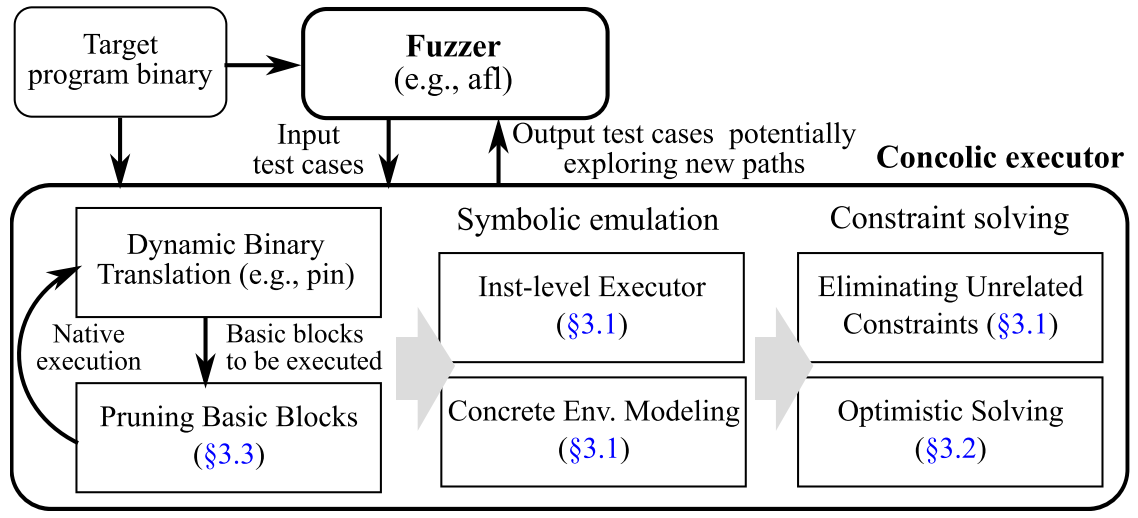 Target
program binary
Fuzzer
(e.g., afl)
Input
test cases
Output test cases potentially
exploring new paths
Concolic executor
Dynamic Binary
Translation (e.g., pin)
Native
execution
Basic blocks
to be executed
Pruning Basic Blocks
(§3.3)
Symbolic emulation
Inst-level Executor
(§3.1)
Concrete Env. Modeling
(§3.1)
Constraint solving
Eliminating Unrelated
Constraints (§3.1)
Optimistic Solving
(§3.2)